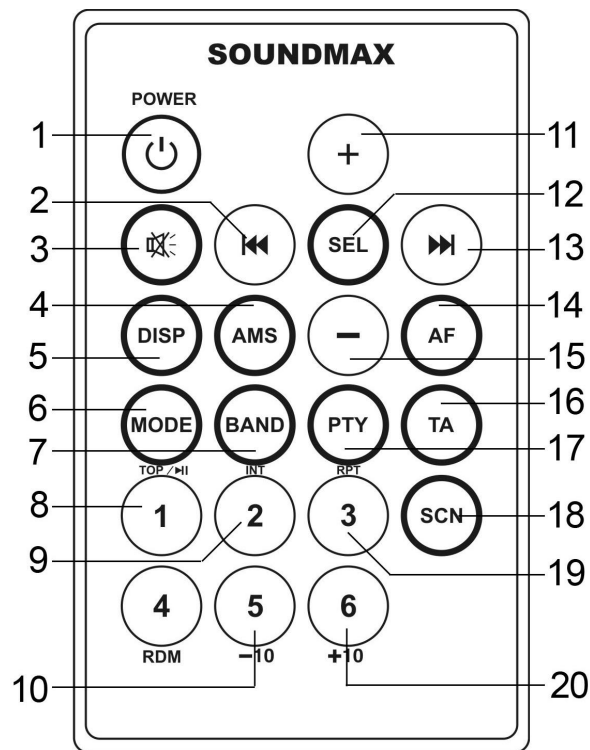 SOUNDMAX
POWER
1
+
11
2
12
3
SEL
13
4
14
DISP
AMS
−
AF
5
15
6
16
MODE
BAND
PTY
TA
7
17
TOP/⏯
INT
RPT
8
1
2
3
SCN
18
9
19
4
5
6
RDM
−10
+10
10
20